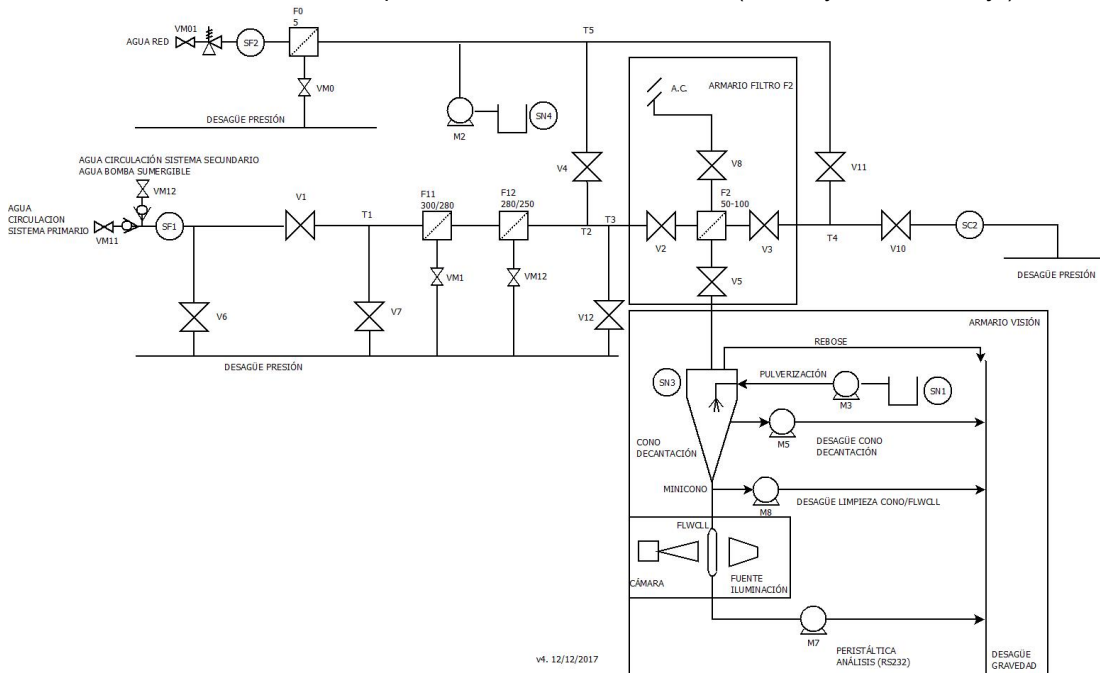 F0
5
VM01
AGUA RED
SF2
T5
VM0
DESAGÜE PRESIÓN
M2
SN4
ARMARIO FILTRO F2
A.C.
V4
V8
V11
AGUA CIRCULACIÓN SISTEMA SECUNDARIO
AGUA BOMBA SUMERGIBLE
VM12
AGUA
CIRCULACION
SISTEMA PRIMARIO
VM11
SF1
V1
T1
F11
300/280
F12
280/250
T2
T3
V2
F2
50-100
V3
T4
V10
SC2
DESAGÜE PRESIÓN
VM1
VM12
V5
V6
V7
V12
DESAGÜE PRESIÓN
ARMARIO VISIÓN
REBOSE
SN3
PULVERIZACIÓN
M3
SN1
M5
DESAGÜE CONO
DECANTACIÓN
CONO
DECANTACIÓN
MINICONO
M8
DESAGÜE LIMPIEZA CONO/FLWCLL
FLWCLL
CÁMARA
FUENTE
ILUMINACIÓN
M7
PERISTÁLTICA
ANÁLISIS (RS232)
DESAGÜE
GRAVEDAD
v4. 12/12/2017